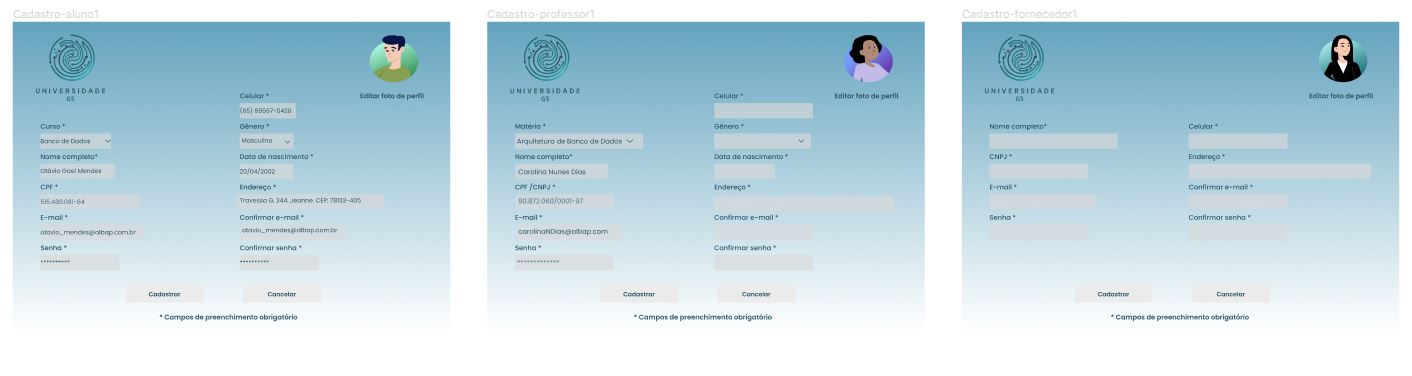 Cadastro-aluno1
UNIVERSIDADE
G5
Editar foto de perfil
Celular *
(65) 99567-0426
Curso *
Banco de Dados
Gênero *
Masculino
Nome completo*
Otávio Gael Mendes
Data de nascimento *
20/04/2002
CPF *
515.480.081-84
Endereço *
Travessa G, 244. Jeanne. CEP: 78132-405
E-mail *
otavio_mendes@albap.com.br
Confirmar e-mail *
otavio_mendes@albap.com.br
Senha *
**********
Confirmar senha *
**********
Cadastrar
Cancelar
* Campos de preenchimento obrigatório
Cadastro-professor1
UNIVERSIDADE
G5
Editar foto de perfil
Celular *
Matéria *
Arquitetura de Banco de Dados
Gênero *
Nome completo*
Carolina Nunes Dias
Data de nascimento *
CPF /CNPJ *
90.872.060/0001-97
Endereço *
E-mail *
carolinaNDias@albap.com
Confirmar e-mail *
Senha *
*************
Confirmar senha *
Cadastrar
Cancelar
* Campos de preenchimento obrigatório
Cadastro-fornecedor1
UNIVERSIDADE
G5
Editar foto de perfil
Nome completo*
Celular *
CNPJ *
Endereço *
E-mail *
Confirmar e-mail *
Senha *
Confirmar senha *
Cadastrar
Cancelar
* Campos de preenchimento obrigatório